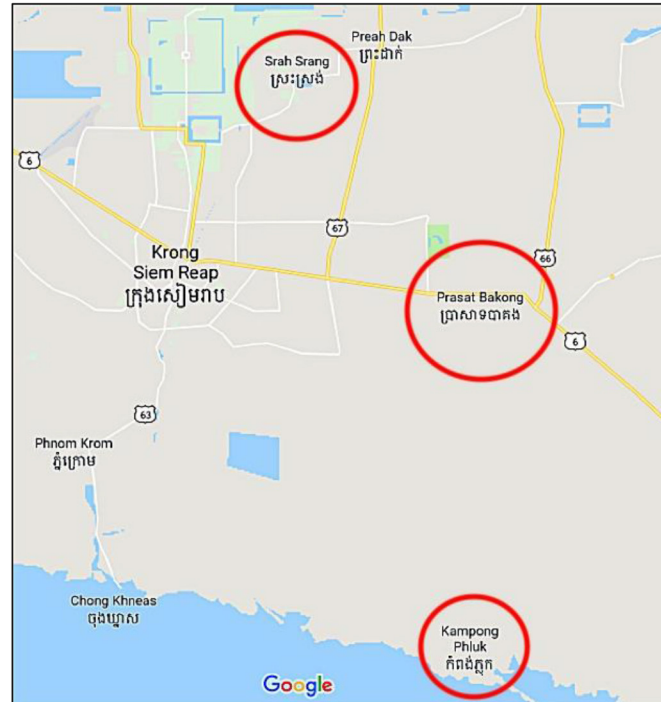 Preah Dak
ព្រះដាក់
Srah Srang
ស្រះស្រង់
6
67
Krong
Siem Reap
ក្រុងសៀមរាប
66
Prasat Bakong
ប្រាសាទបាគង
6
63
Phnom Krom
ភ្នំក្រោម
Chong Khneas
ចុងឃ្នាស
Kampong
Phluk
កំពង់ភ្លុក
Google